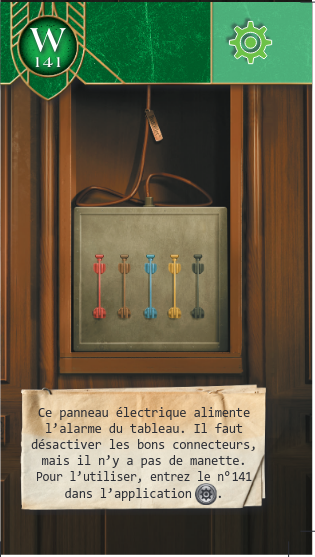 W
141
Ce panneau électrique alimente
l'alarme du tableau. Il faut
désactiver les bons connecteurs,
mais il n'y a pas de manette.
Pour l'utiliser, entrez le n°141
dans l'application.